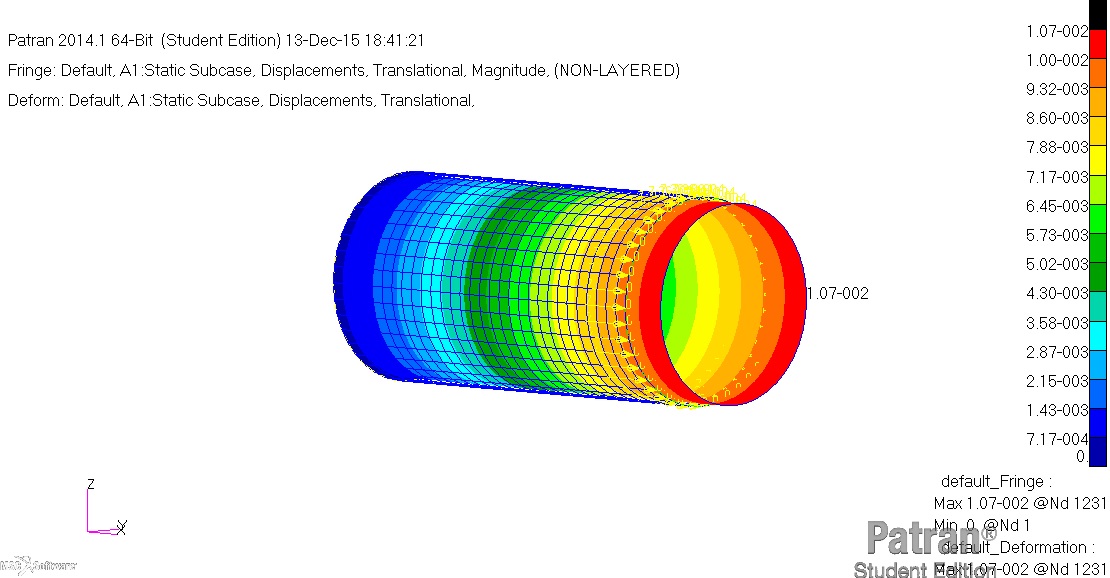 Patran 2014.1 64-Bit (Student Edition) 13-Dec-15 18:41:21
Fringe: Default, A1:Static Subcase, Displacements, Translational, Magnitude, (NON-LAYERED)
Deform: Default, A1:Static Subcase, Displacements, Translational,
1.07-002
1.00-002
9.32-003
8.60-003
7.88-003
7.17-003
6.45-003
5.73-003
5.02-003
4.30-003
3.58-003
2.87-003
2.15-003
1.43-003
7.17-004
0.
1.07-002
Z
Y
X
default_Fringe :
Max 1.07-002 @Nd 1231
Min 0. @Nd 1
default_Deformation :
Max 1.07-002 @Nd 1231
Patran®
Student Edition
MSC Software